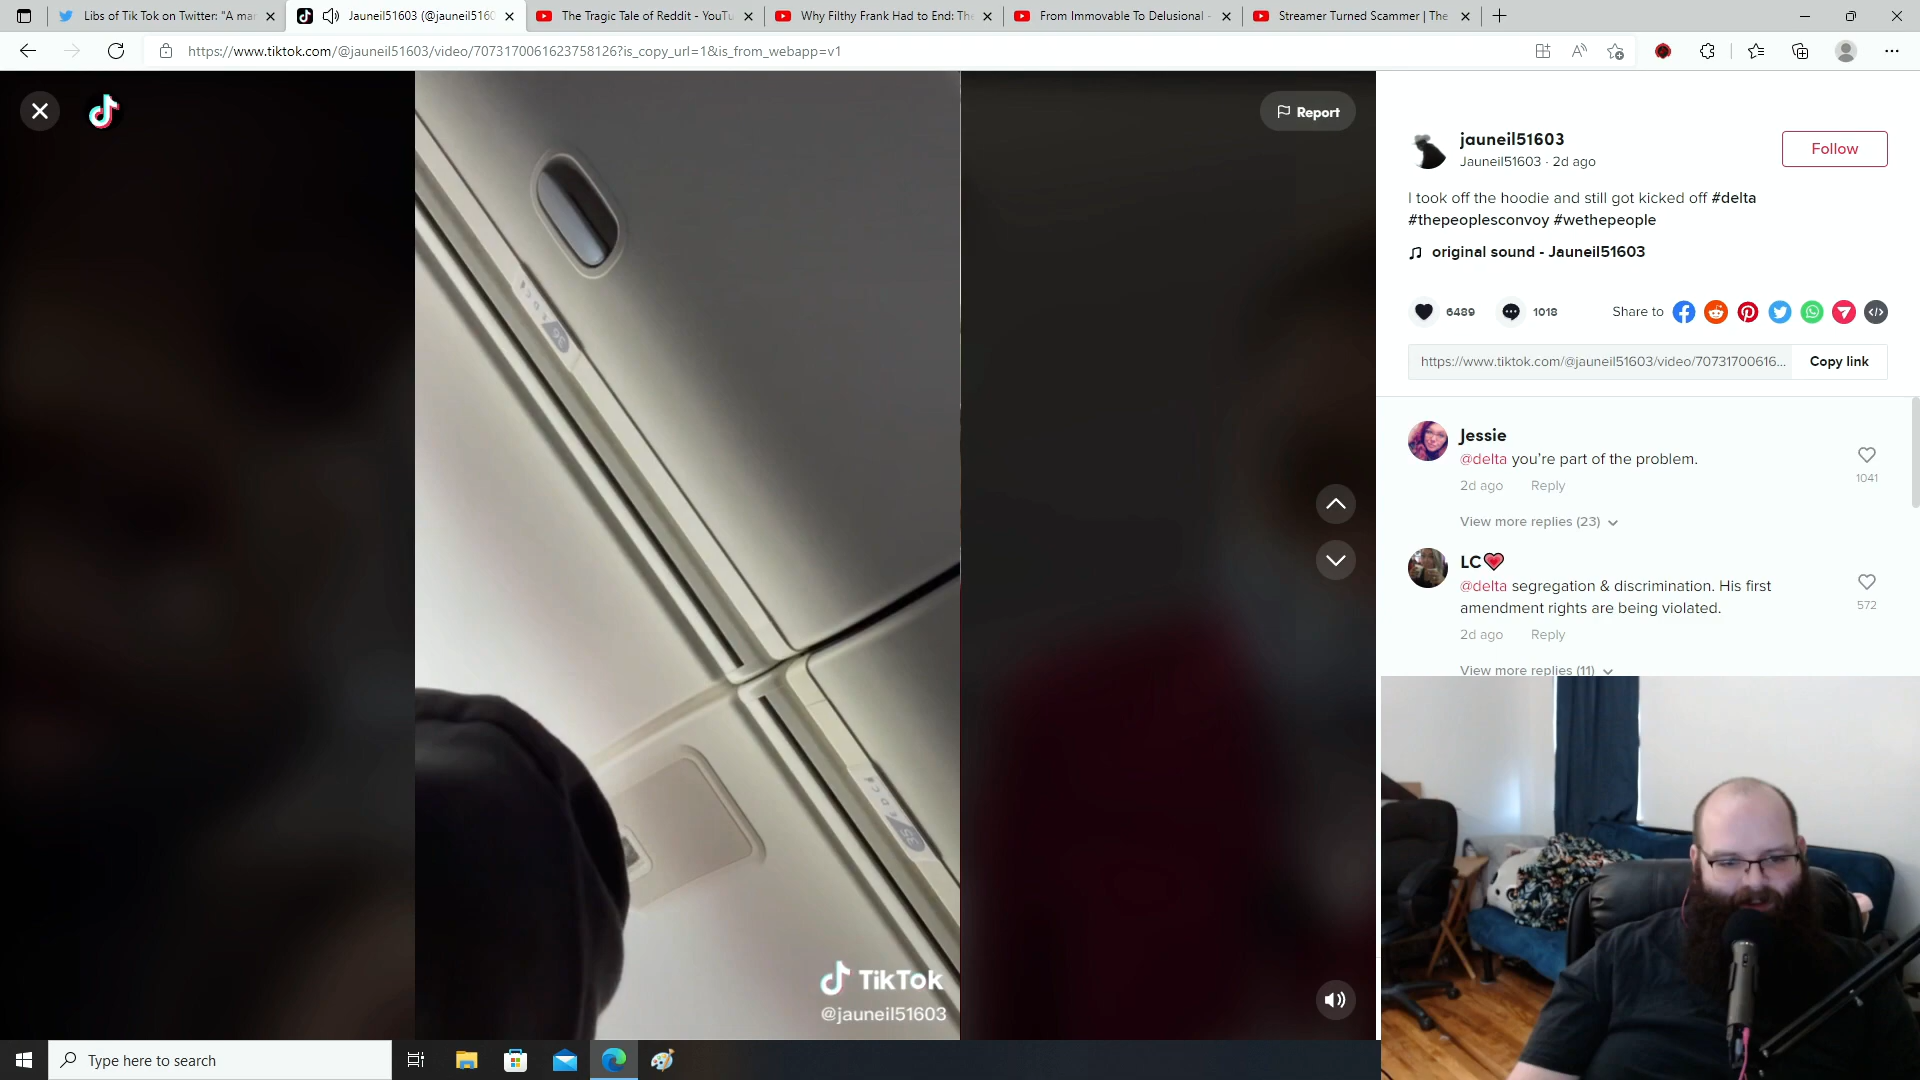 Libs of Tik Tok on Twitter: "A mar
Jauneil51603 (@jauneil5160
The Tragic Tale of Reddit - YouTu
Why Filthy Frank Had to End: The
From Immovable To Delusional -
Streamer Turned Scammer | The
https://www.tiktok.com/@jauneil51603/video/7073170061623758126?is_copy_url=1&is_from_webapp=v1
Report
jauneil51603
Jauneil51603 · 2d ago
Follow
I took off the hoodie and still got kicked off #delta
#thepeoplesconvoy #wethepeople
original sound - Jauneil51603
6489
1018
Share to
https://www.tiktok.com/@jauneil51603/video/70731700616...
Copy link
Jessie
@delta you're part of the problem.
1041
2d ago Reply
View more replies (23)
LC
@delta segregation & discrimination. His first
amendment rights are being violated.
572
2d ago Reply
View more replies (11)
TikTok
@jauneil51603
Type here to search